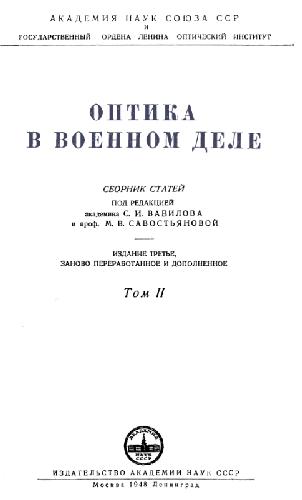 АКАДЕМИЯ НАУК СОЮЗА ССР
и
ГОСУДАРСТВЕННЫЙ ОРДЕНА ЛЕНИНА ОПТИЧЕСКИЙ ИНСТИТУТ
ОПТИКА
В ВОЕННОМ ДЕЛЕ
СБОРНИК СТАТЕЙ
ПОД РЕДАКЦИЕЙ
академика С. И. ВАВИЛОВА
и проф. М. В. САВОСТЬЯНОВОЙ
ИЗДАНИЕ ТРЕТЬЕ,
ЗАНОВО ПЕРЕРАБОТАННОЕ И ДОПОЛНЕННОЕ
Том II
АКАДЕМИЯ
НАУК
СССР
ИЗДАТЕЛЬСТВО АКАДЕМИИ НАУК СССР
Москва 1948 Ленинград